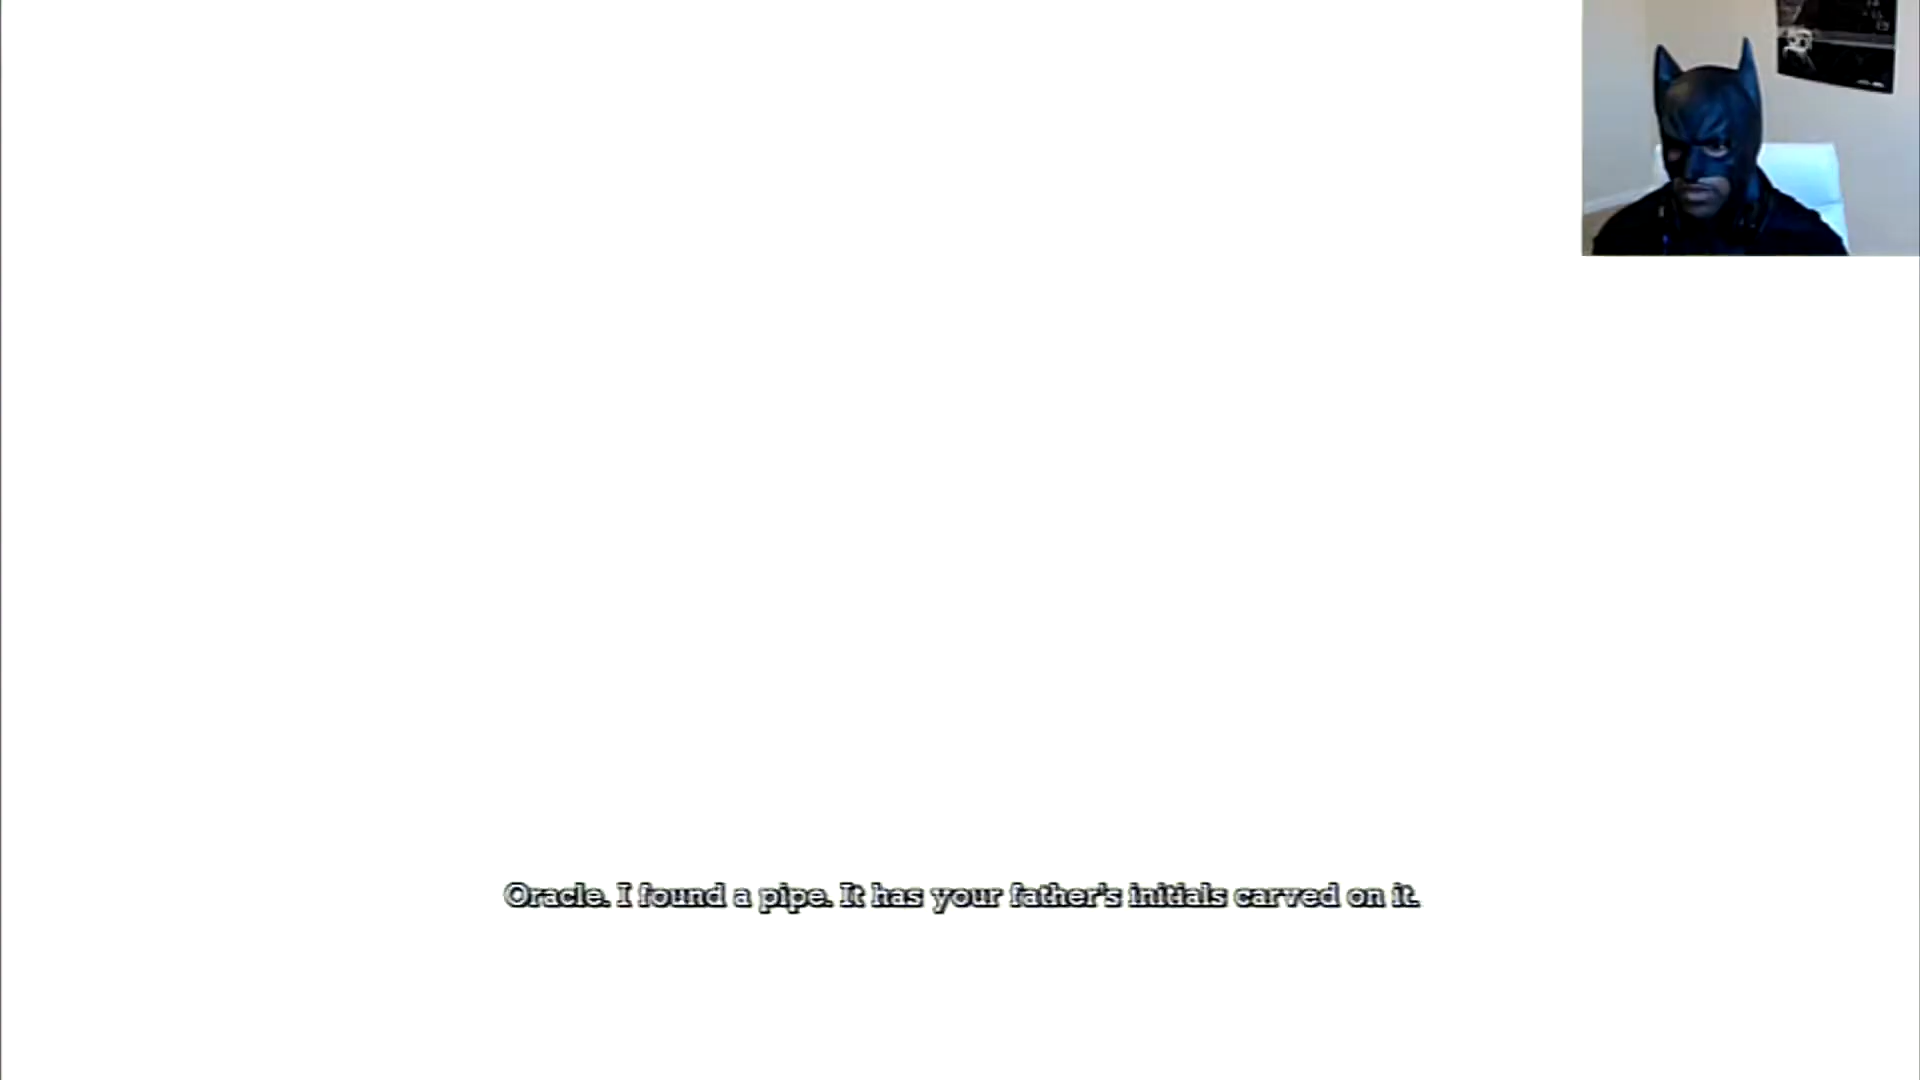 Oracle. I found a pipe. It has your father's initials carved on it.